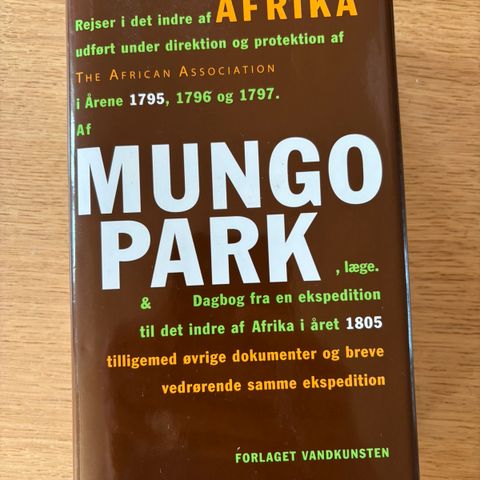 Rejser i det indre af AFRIKA
udført under direktion og protektion af
THE AFRICAN ASSOCIATION
i Årene 1795, 1796 og 1797.
Af
MUNGO
PARK, læge.
& Dagbog fra en ekspedition
til det indre af Afrika i året 1805
tilligemed øvrige dokumenter og breve
vedrørende samme ekspedition
FORLAGET VANDKUNSTEN